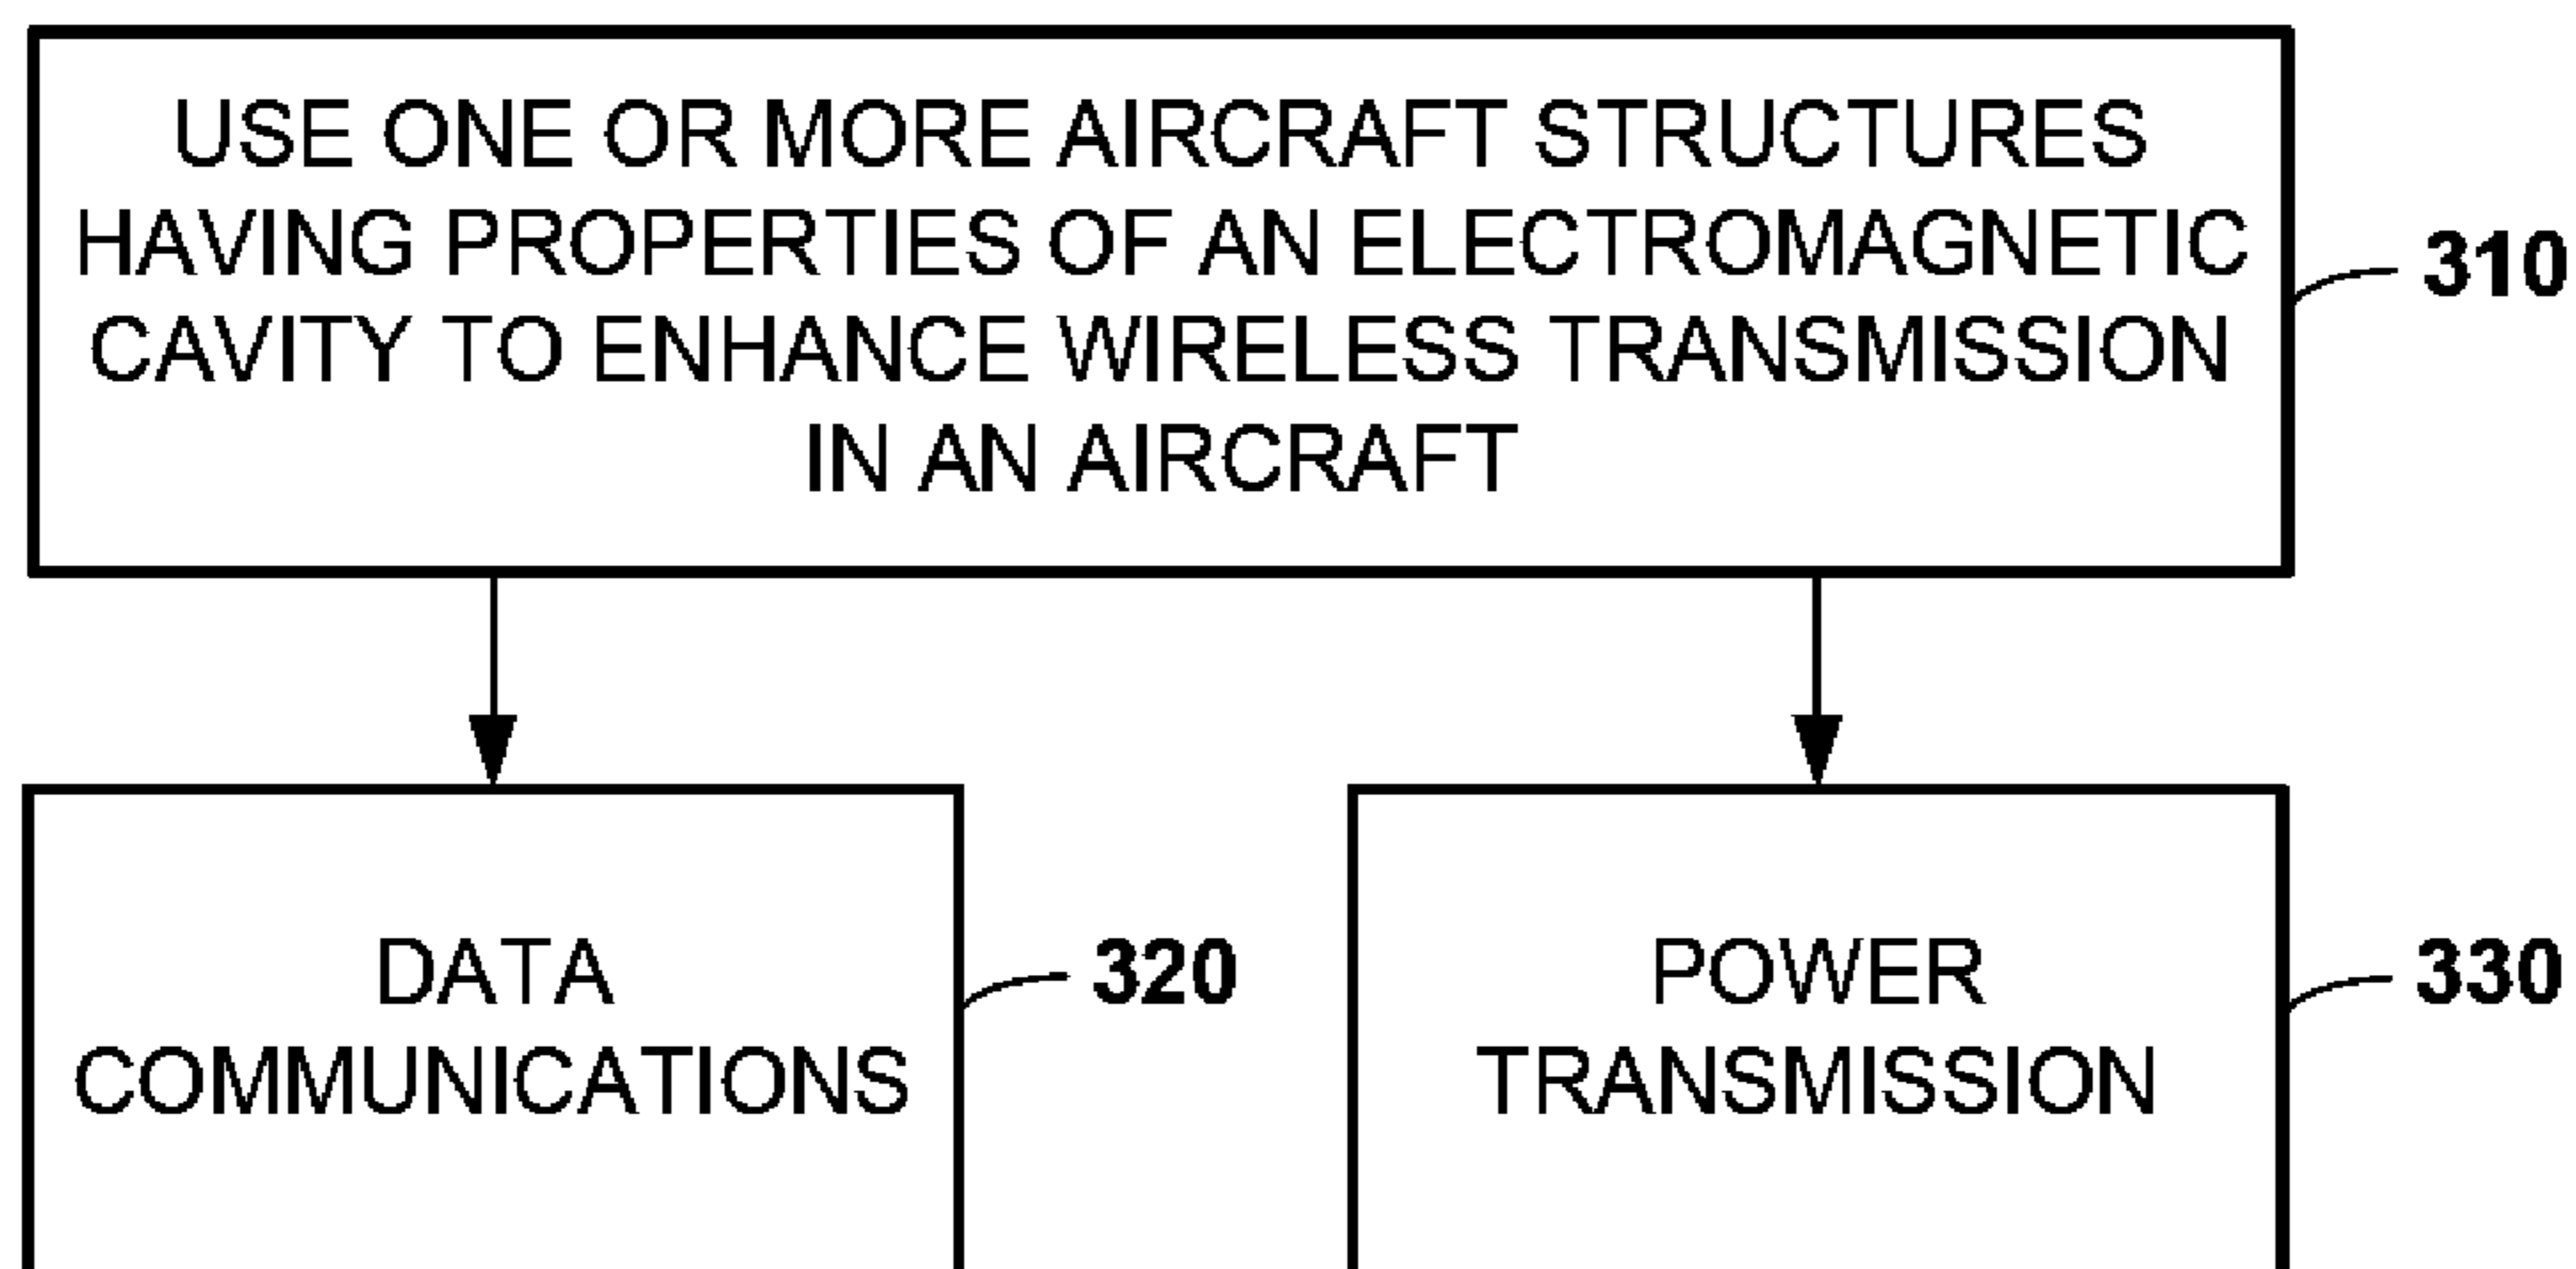 USE ONE OR MORE AIRCRAFT STRUCTURES
HAVING PROPERTIES OF AN ELECTROMAGNETIC
CAVITY TO ENHANCE WIRELESS TRANSMISSION
IN AN AIRCRAFT
310
DATA
COMMUNICATIONS
320
POWER
TRANSMISSION
330